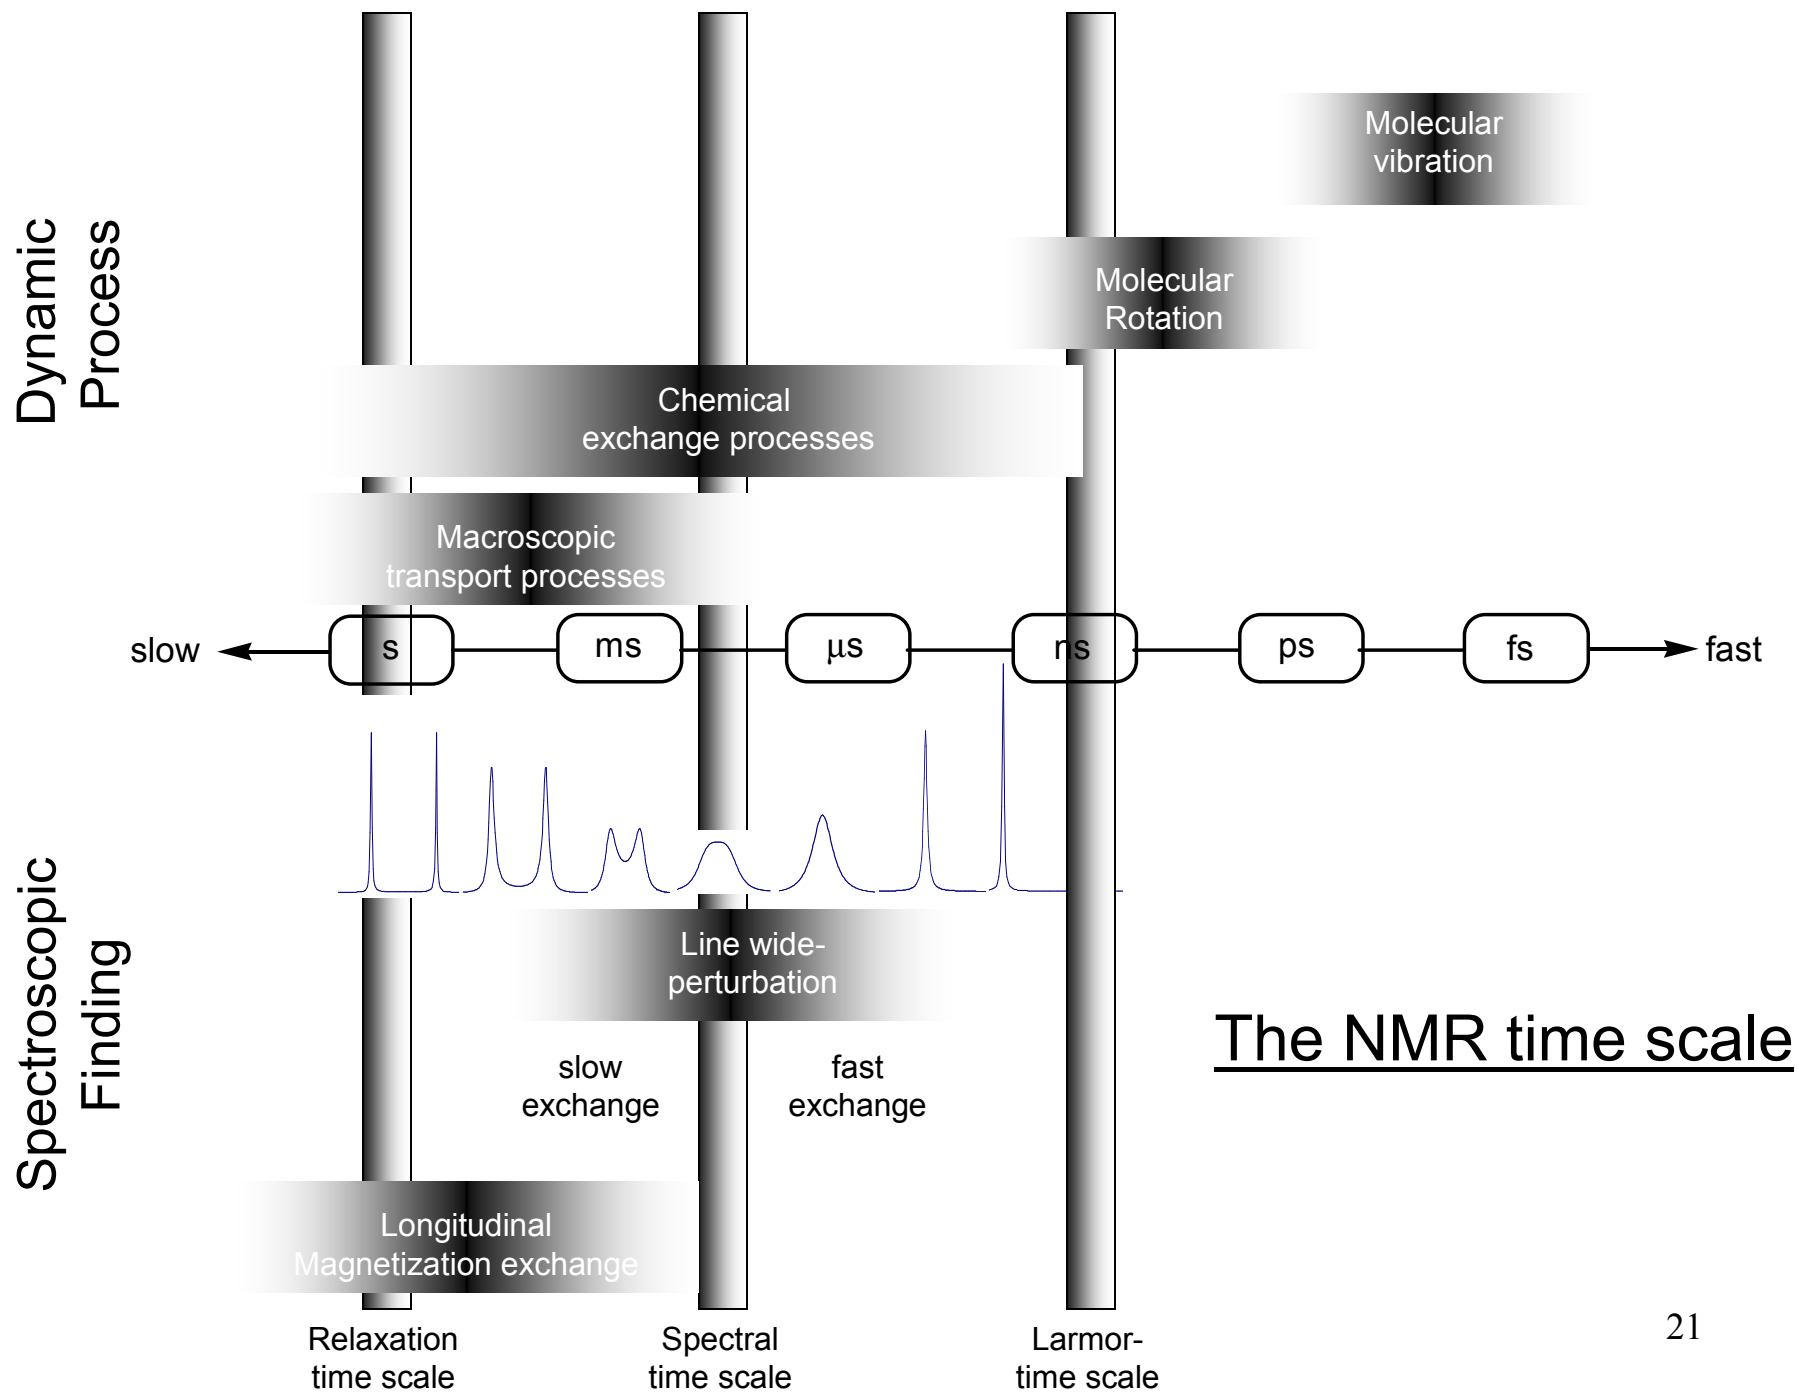 Dynamic
Process
Molecular
vibration
Molecular
Rotation
Chemical
exchange processes
Macroscopic
transport processes
slow
s
ms
μs
ns
ps
fs
fast
Spectroscopic
Finding
Line wide-
perturbation
slow
exchange
fast
exchange
The NMR time scale
Longitudinal
Magnetization exchange
Relaxation
time scale
Spectral
time scale
Larmor-
time scale
21